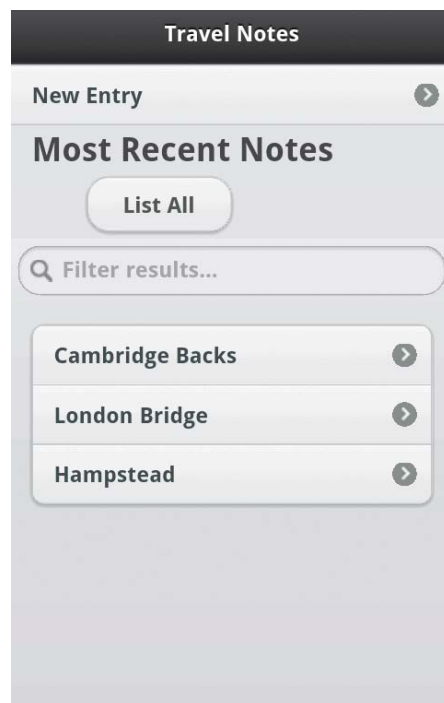 Travel Notes
New Entry
Most Recent Notes
List All
Filter results...
Cambridge Backs
London Bridge
Hampstead